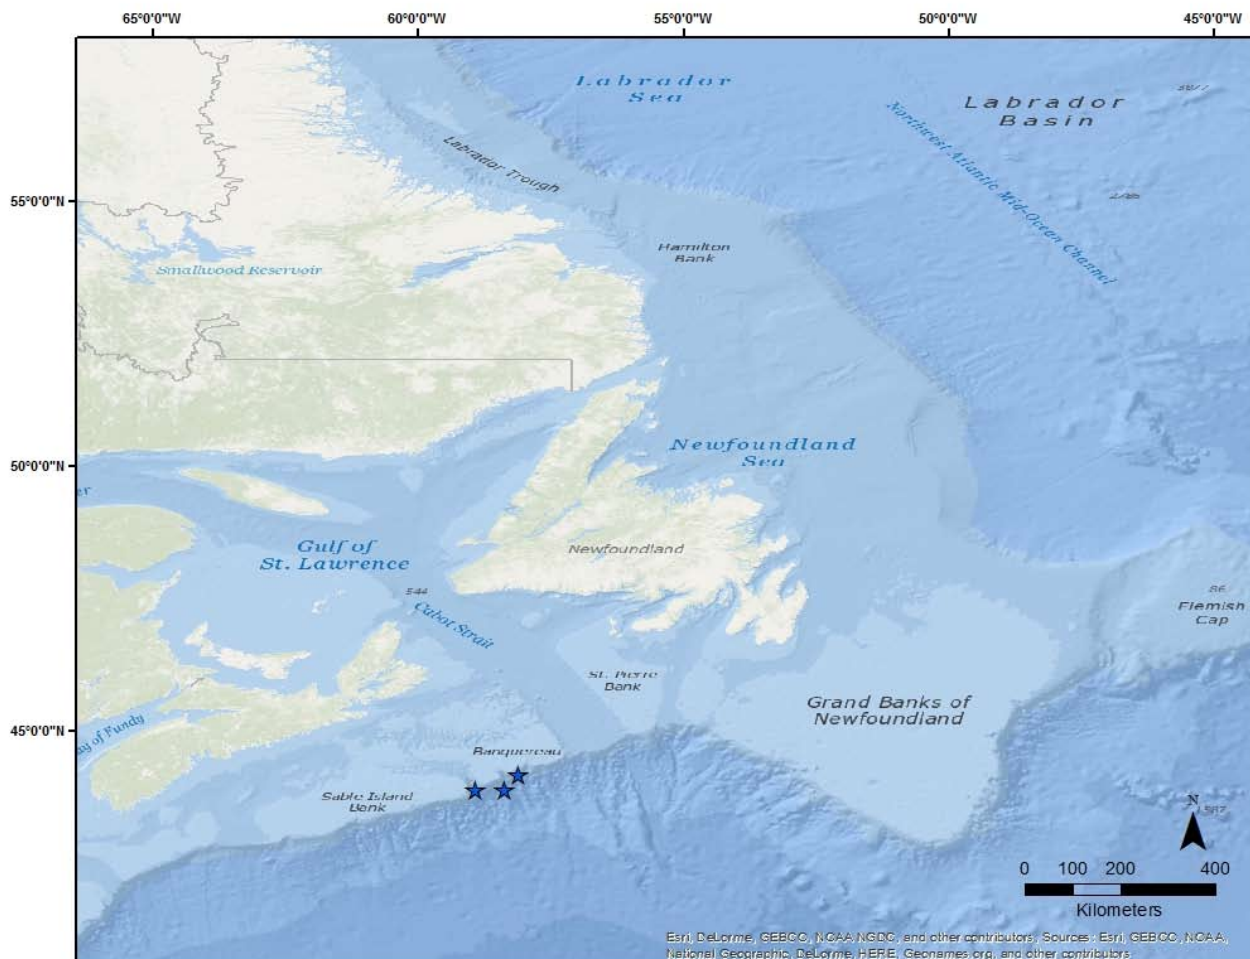 65°0'0"W 60°0'0"W 55°0'0"W 50°0'0"W 45°0'0"W
Labrador
Sea
Labrador
Basin
Northwest Atlantic Mid-Ocean Channel
Labrador Trough
55°0'0"N
Hamilton
Bank
Smallwood Reservoir
Newfoundland
Sea
50°0'0"N
er
Gulf of
St. Lawrence
Newfoundland
544
Cabot Strait
86
Flemish
Cap
St. Pierre
Bank
Grand Banks of
Newfoundland
45°0'0"N
ay of Fundy
Banquereau
Sable Island
Bank
N
0 100 200 400
Kilometers
Esri, DeLorme, GEBCO, NOAA NGDC, and other contributors, Sources: Esri, GEBCO, NOAA,
National Geographic, DeLorme, HERE, Geonames.org, and other contributors